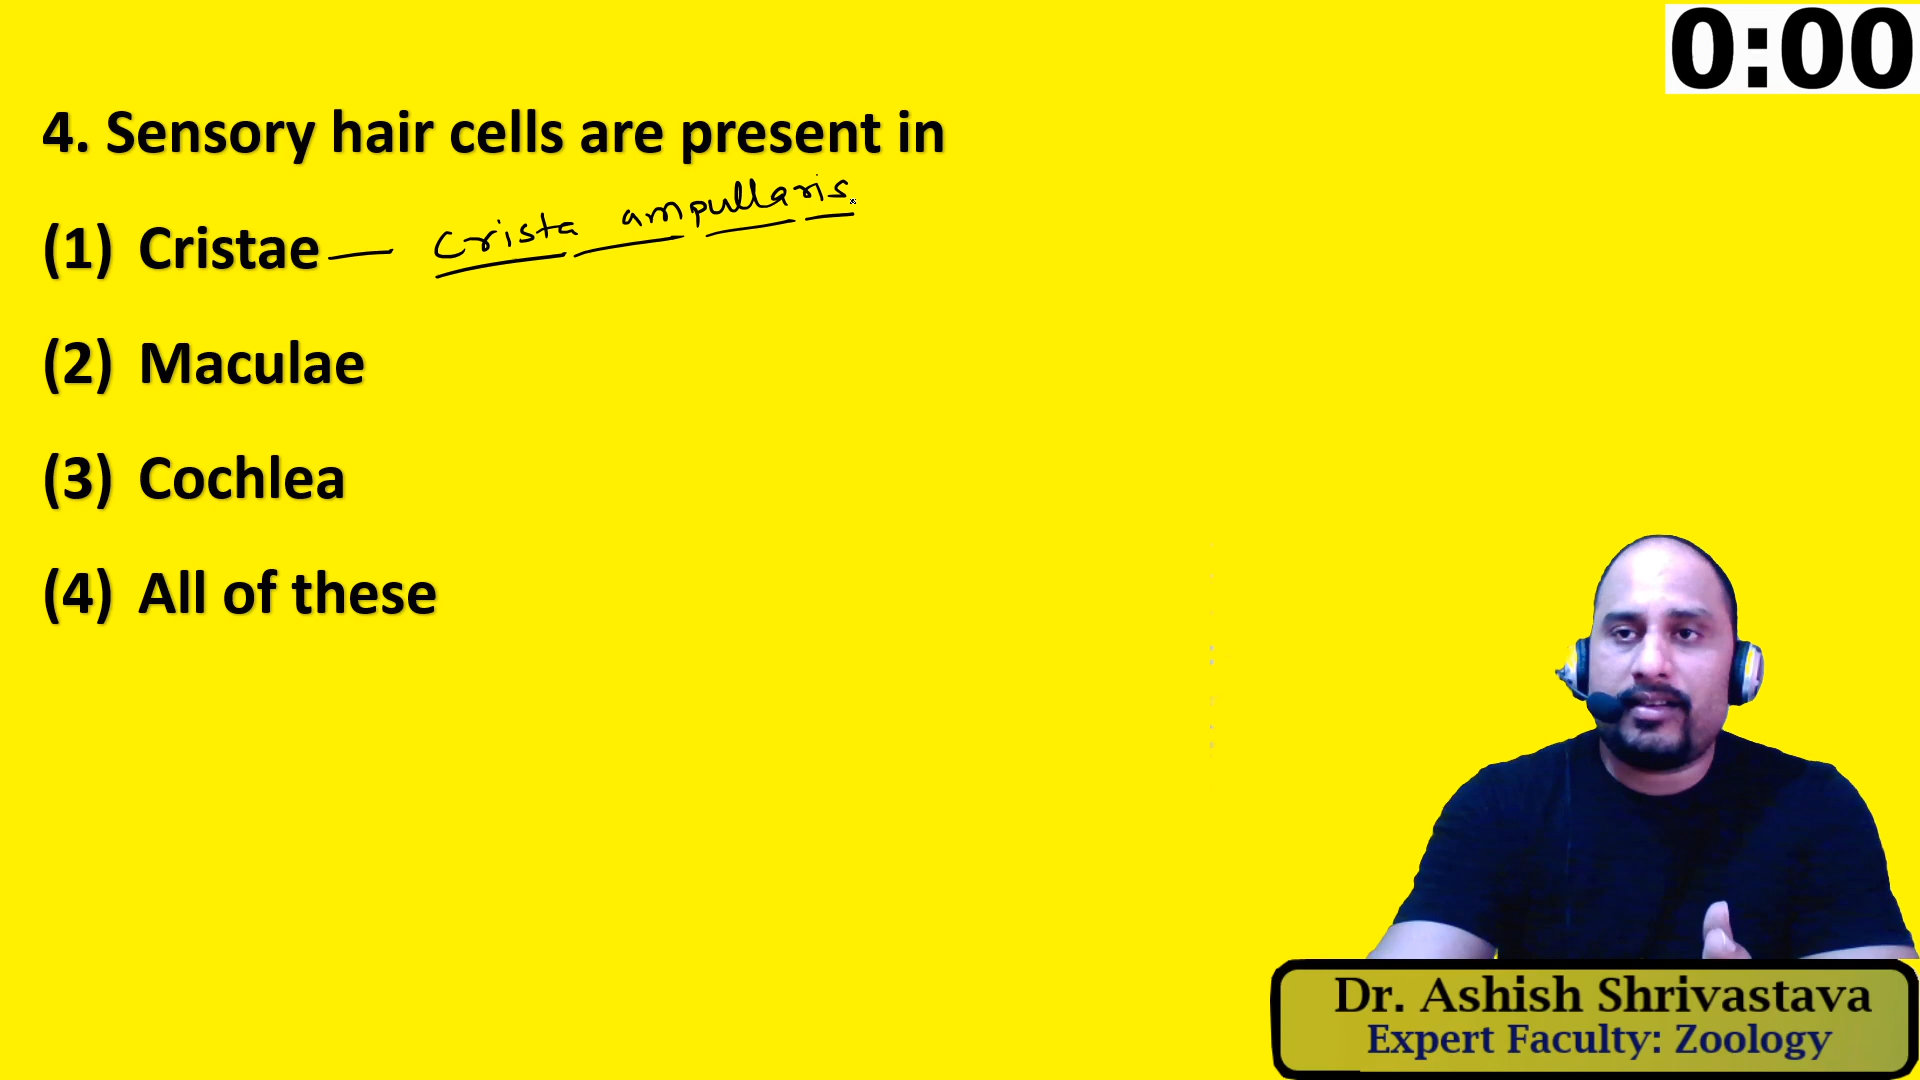 0:00
4. Sensory hair cells are present in
(1) Cristae — Crista ampullaris.
(2) Maculae
(3) Cochlea
(4) All of these
Dr. Ashish Shrivastava
Expert Faculty: Zoology